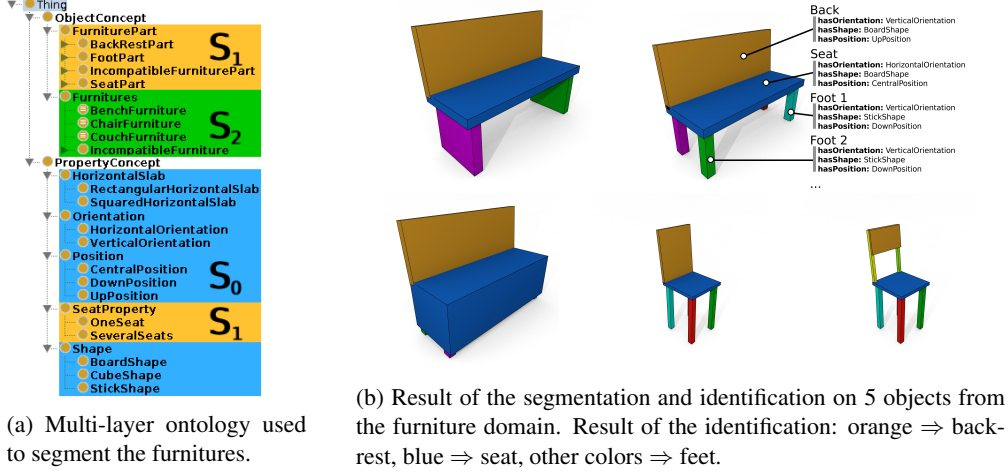 Thing
ObjectConcept
FurniturePart
BackRestPart
FootPart
IncompatibleFurniturePart
SeatPart
S1
Furnitures
BenchFurniture
ChairFurniture
CouchFurniture
IncompatibleFurniture
S2
PropertyConcept
HorizontalSlab
RectangularHorizontalSlab
SquaredHorizontalSlab
Orientation
HorizontalOrientation
VerticalOrientation
Position
CentralPosition
DownPosition
UpPosition
S0
SeatProperty
OneSeat
SeveralSeats
S1
Shape
BoardShape
CubeShape
StickShape
(a) Multi-layer ontology used
to segment the furnitures.
Back
hasOrientation: VerticalOrientation
hasShape: BoardShape
hasPosition: UpPosition
Seat
hasOrientation: HorizontalOrientation
hasShape: BoardShape
hasPosition: CentralPosition
Foot 1
hasOrientation: VerticalOrientation
hasShape: StickShape
hasPosition: DownPosition
Foot 2
hasOrientation: VerticalOrientation
hasShape: StickShape
hasPosition: DownPosition
...
(b) Result of the segmentation and identification on 5 objects from
the furniture domain. Result of the identification: orange ⇒ back-
rest, blue ⇒ seat, other colors ⇒ feet.